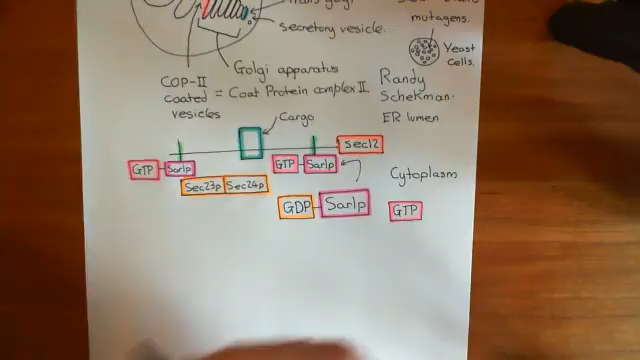 mutagens.
secretory vesicle.
Yeast
cells.
Golgi apparatus
COP-II
coated
vesicles
= Coat Protein complex II
Randy
Schekman.
ER lumen
Cargo
Sec12
GTP
Sar1p
GTP
Sar1p
Cytoplasm
Sec23p
Sec24p
GDP
Sar1p
GTP